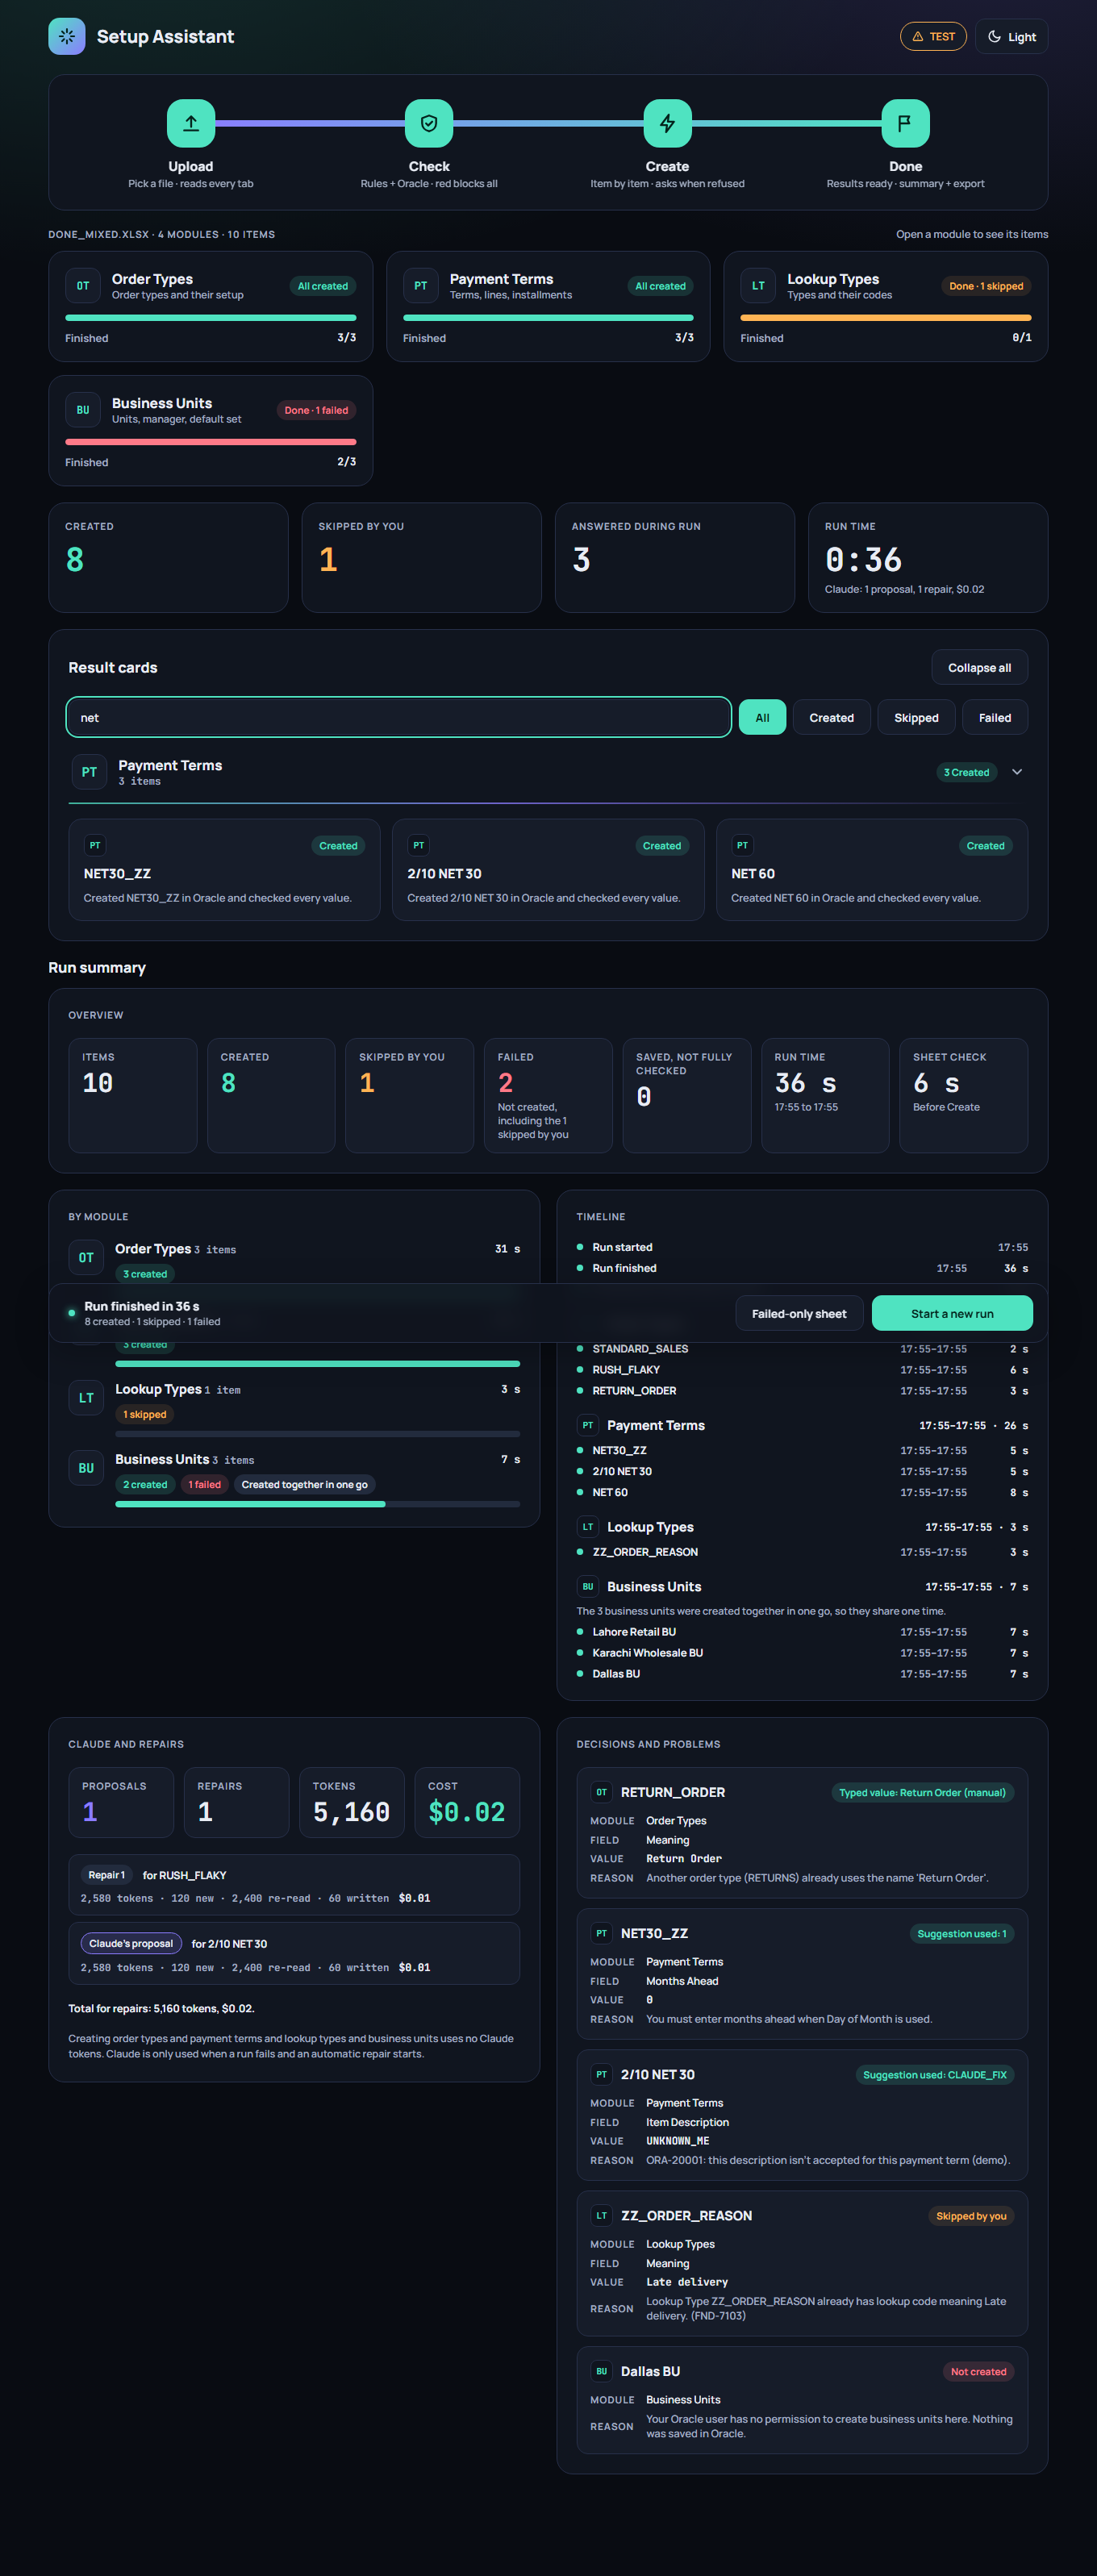 Setup Assistant
TEST
Light
Upload
Pick a file · reads every tab
Check
Rules + Oracle · red blocks all
Create
Item by item · asks when refused
Done
Results ready · summary + export
DONE_MIXED.XLSX · 4 MODULES · 10 ITEMS
Open a module to see its items
OT
Order Types
Order types and their setup
All created
Finished
3/3
PT
Payment Terms
Terms, lines, installments
All created
Finished
3/3
LT
Lookup Types
Types and their codes
Done · 1 skipped
Finished
0/1
BU
Business Units
Units, manager, default set
Done · 1 failed
Finished
2/3
CREATED
8
SKIPPED BY YOU
1
ANSWERED DURING RUN
3
RUN TIME
0:36
Claude: 1 proposal, 1 repair, $0.02
Result cards
Collapse all
net
All
Created
Skipped
Failed
PT
Payment Terms
3 items
3 Created
PT
Created
NET30_ZZ
Created NET30_ZZ in Oracle and checked every value.
PT
Created
2/10 NET 30
Created 2/10 NET 30 in Oracle and checked every value.
PT
Created
NET 60
Created NET 60 in Oracle and checked every value.
Run summary
OVERVIEW
ITEMS
10
CREATED
8
SKIPPED BY YOU
1
FAILED
2
Not created,
including the 1
skipped by you
SAVED, NOT FULLY
CHECKED
0
RUN TIME
36 s
17:55 to 17:55
SHEET CHECK
6 s
Before Create
BY MODULE
OT
Order Types 3 items
31 s
3 created
TIMELINE
Run started
17:55
Run finished
17:55
36 s
Run finished in 36 s
8 created · 1 skipped · 1 failed
Failed-only sheet
Start a new run
3 created
LT
Lookup Types 1 item
3 s
1 skipped
BU
Business Units 3 items
7 s
2 created
1 failed
Created together in one go
STANDARD_SALES
17:55–17:55
2 s
RUSH_FLAKY
17:55–17:55
6 s
RETURN_ORDER
17:55–17:55
3 s
PT
Payment Terms
17:55–17:55 · 26 s
NET30_ZZ
17:55–17:55
5 s
2/10 NET 30
17:55–17:55
5 s
NET 60
17:55–17:55
8 s
LT
Lookup Types
17:55–17:55 · 3 s
ZZ_ORDER_REASON
17:55–17:55
3 s
BU
Business Units
17:55–17:55 · 7 s
The 3 business units were created together in one go, so they share one time.
Lahore Retail BU
17:55–17:55
7 s
Karachi Wholesale BU
17:55–17:55
7 s
Dallas BU
17:55–17:55
7 s
CLAUDE AND REPAIRS
PROPOSALS
1
REPAIRS
1
TOKENS
5,160
COST
$0.02
Repair 1
for RUSH_FLAKY
2,580 tokens · 120 new · 2,400 re-read · 60 written $0.01
Claude's proposal
for 2/10 NET 30
2,580 tokens · 120 new · 2,400 re-read · 60 written $0.01
Total for repairs: 5,160 tokens, $0.02.
Creating order types and payment terms and lookup types and business units uses no Claude
tokens. Claude is only used when a run fails and an automatic repair starts.
DECISIONS AND PROBLEMS
OT
RETURN_ORDER
Typed value: Return Order (manual)
MODULE Order Types
FIELD Meaning
VALUE Return Order
REASON Another order type (RETURNS) already uses the name 'Return Order'.
PT
NET30_ZZ
Suggestion used: 1
MODULE Payment Terms
FIELD Months Ahead
VALUE 0
REASON You must enter months ahead when Day of Month is used.
PT
2/10 NET 30
Suggestion used: CLAUDE_FIX
MODULE Payment Terms
FIELD Item Description
VALUE UNKNOWN_ME
REASON ORA-20001: this description isn't accepted for this payment term (demo).
LT
ZZ_ORDER_REASON
Skipped by you
MODULE Lookup Types
FIELD Meaning
VALUE Late delivery
REASON Lookup Type ZZ_ORDER_REASON already has lookup code meaning Late
delivery. (FND-7103)
BU
Dallas BU
Not created
MODULE Business Units
REASON Your Oracle user has no permission to create business units here. Nothing
was saved in Oracle.